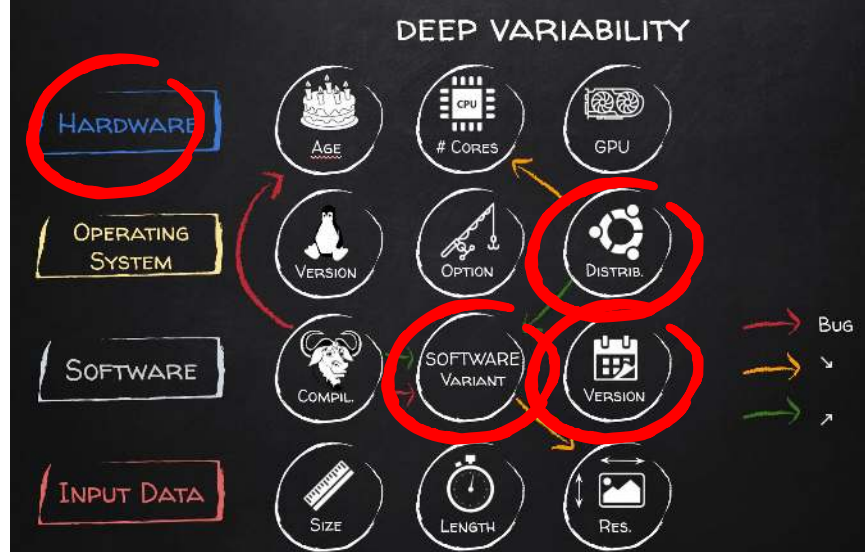 DEEP VARIABILITY
HARDWARE
AGE
CPU
# CORES
GPU
OPERATING
SYSTEM
VERSION
OPTION
DISTRIB.
SOFTWARE
COMPIL.
SOFTWARE
VARIANT
VERSION
BUG
↘
↗
INPUT DATA
SIZE
LENGTH
RES.